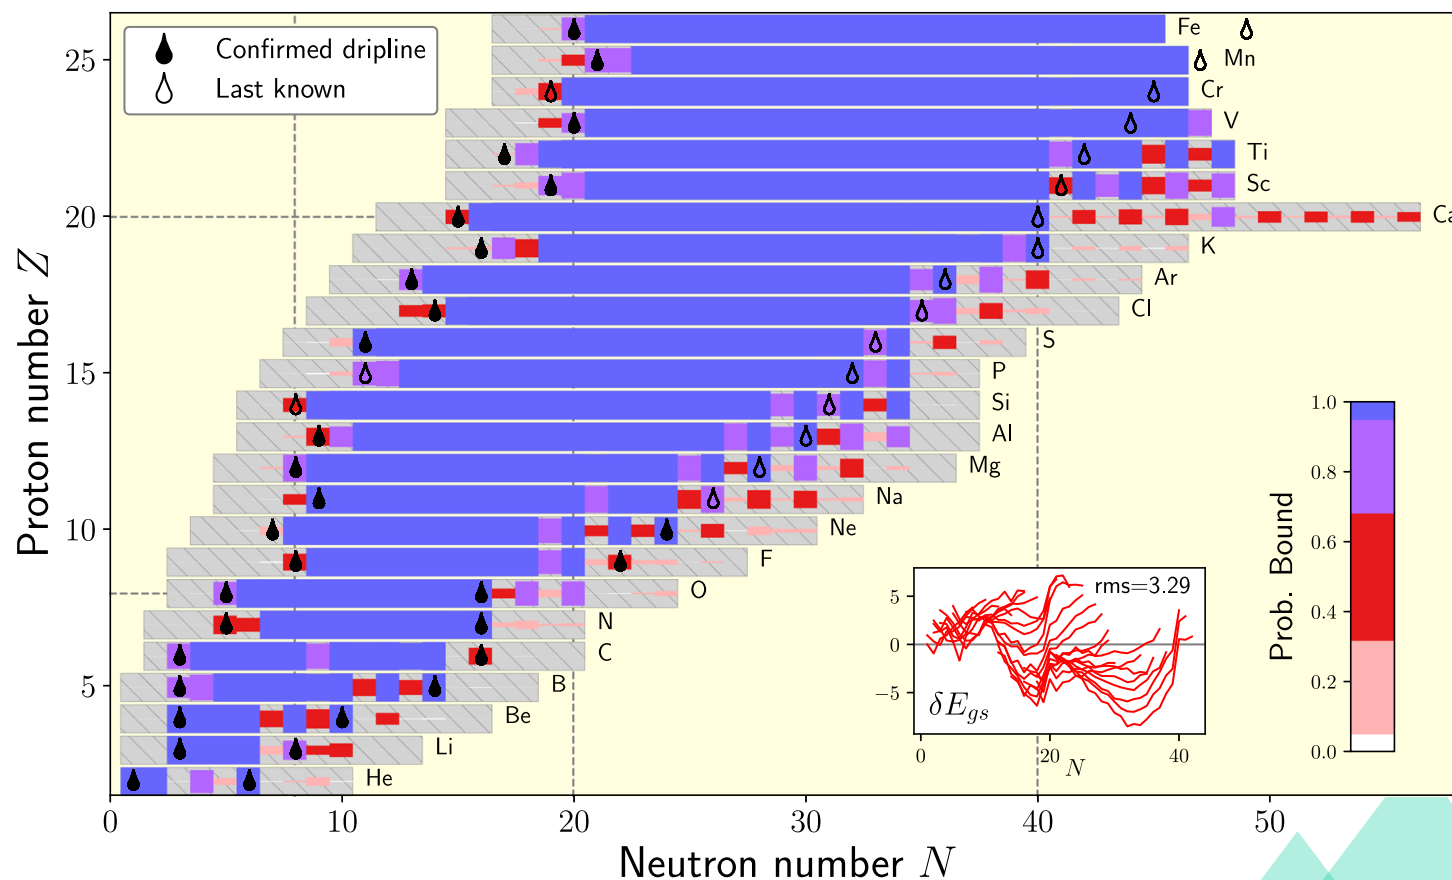 Confirmed dripline
Last known
Fe
Mn
Cr
V
Ti
Sc
Ca
K
Ar
Cl
S
P
Si
Al
Mg
Na
Ne
F
O
N
C
B
Be
Li
He
25
20
15
10
5
Proton number Z
0
10
20
30
40
50
Neutron number N
rms=3.29
5
0
−5
δE_gs
0
20
40
N
1.0
0.8
0.6
0.4
0.2
0.0
Prob. Bound